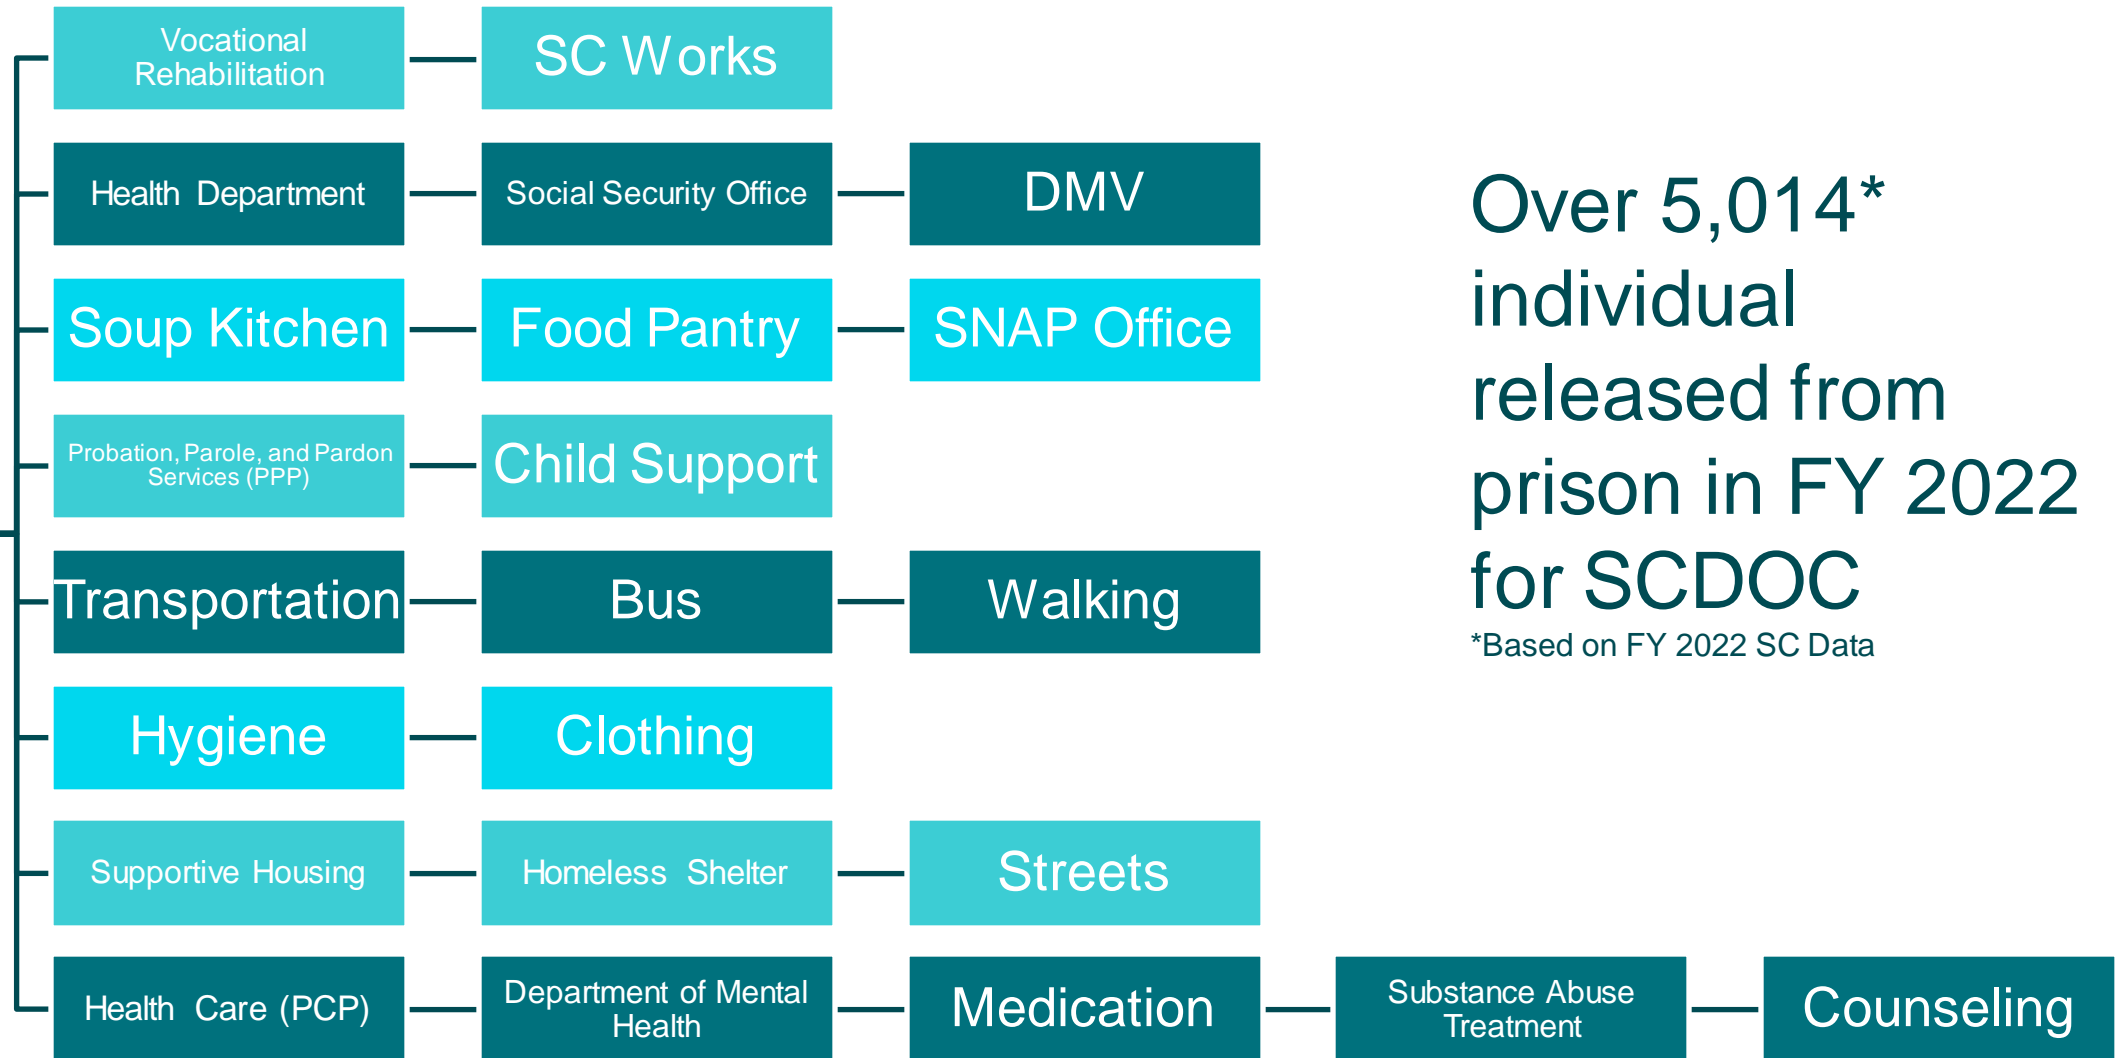 Vocational
Rehabilitation
SC Works
Health Department
Social Security Office
DMV
Soup Kitchen
Food Pantry
SNAP Office
Probation, Parole, and Pardon
Services (PPP)
Child Support
Transportation
Bus
Walking
Hygiene
Clothing
Supportive Housing
Homeless Shelter
Streets
Health Care (PCP)
Department of Mental
Health
Medication
Substance Abuse
Treatment
Counseling
Over 5,014*
individual
released from
prison in FY 2022
for SCDOC
*Based on FY 2022 SC Data